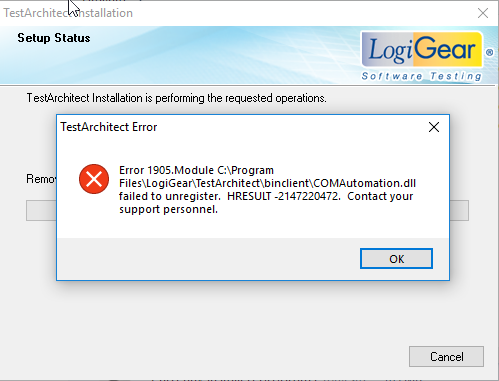 TestArchitect Installation
Setup Status
LogiGear
Software Testing
TestArchitect Installation is performing the requested operations.
TestArchitect Error
Error 1905.Module C:\Program
Files\LogiGear\TestArchitect\binclient\COMAutomation.dll
failed to unregister. HRESULT -2147220472. Contact your
support personnel.
OK
Cancel